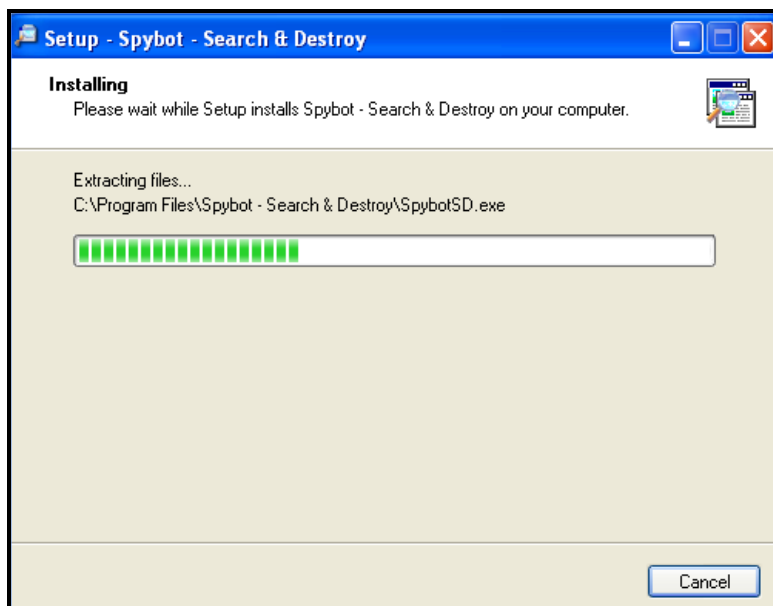 Setup - Spybot - Search & Destroy
Installing
Please wait while Setup installs Spybot - Search & Destroy on your computer.
Extracting files...
C:\Program Files\Spybot - Search & Destroy\SpybotSD.exe
Cancel